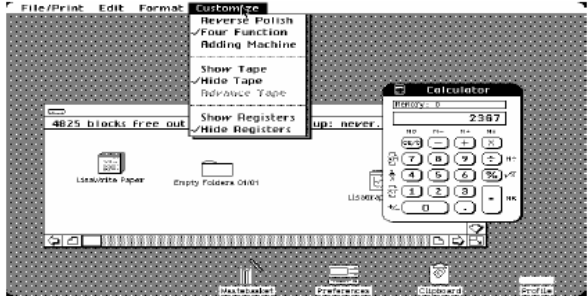 File/Print Edit Format Customize
Reverse Polish
✓Four Function
Adding Machine
Show Tape
✓Hide Tape
Advance Tape
Show Registers
✓Hide Registers
4825 blocks free out
up: never.
LisaWrite Paper
Empty Folders
Calculator
Memory: 0
2367
7 8 9 ÷
4 5 6 %
1 2 3
0 .
Wastebasket
Preferences
Clipboard
Profile